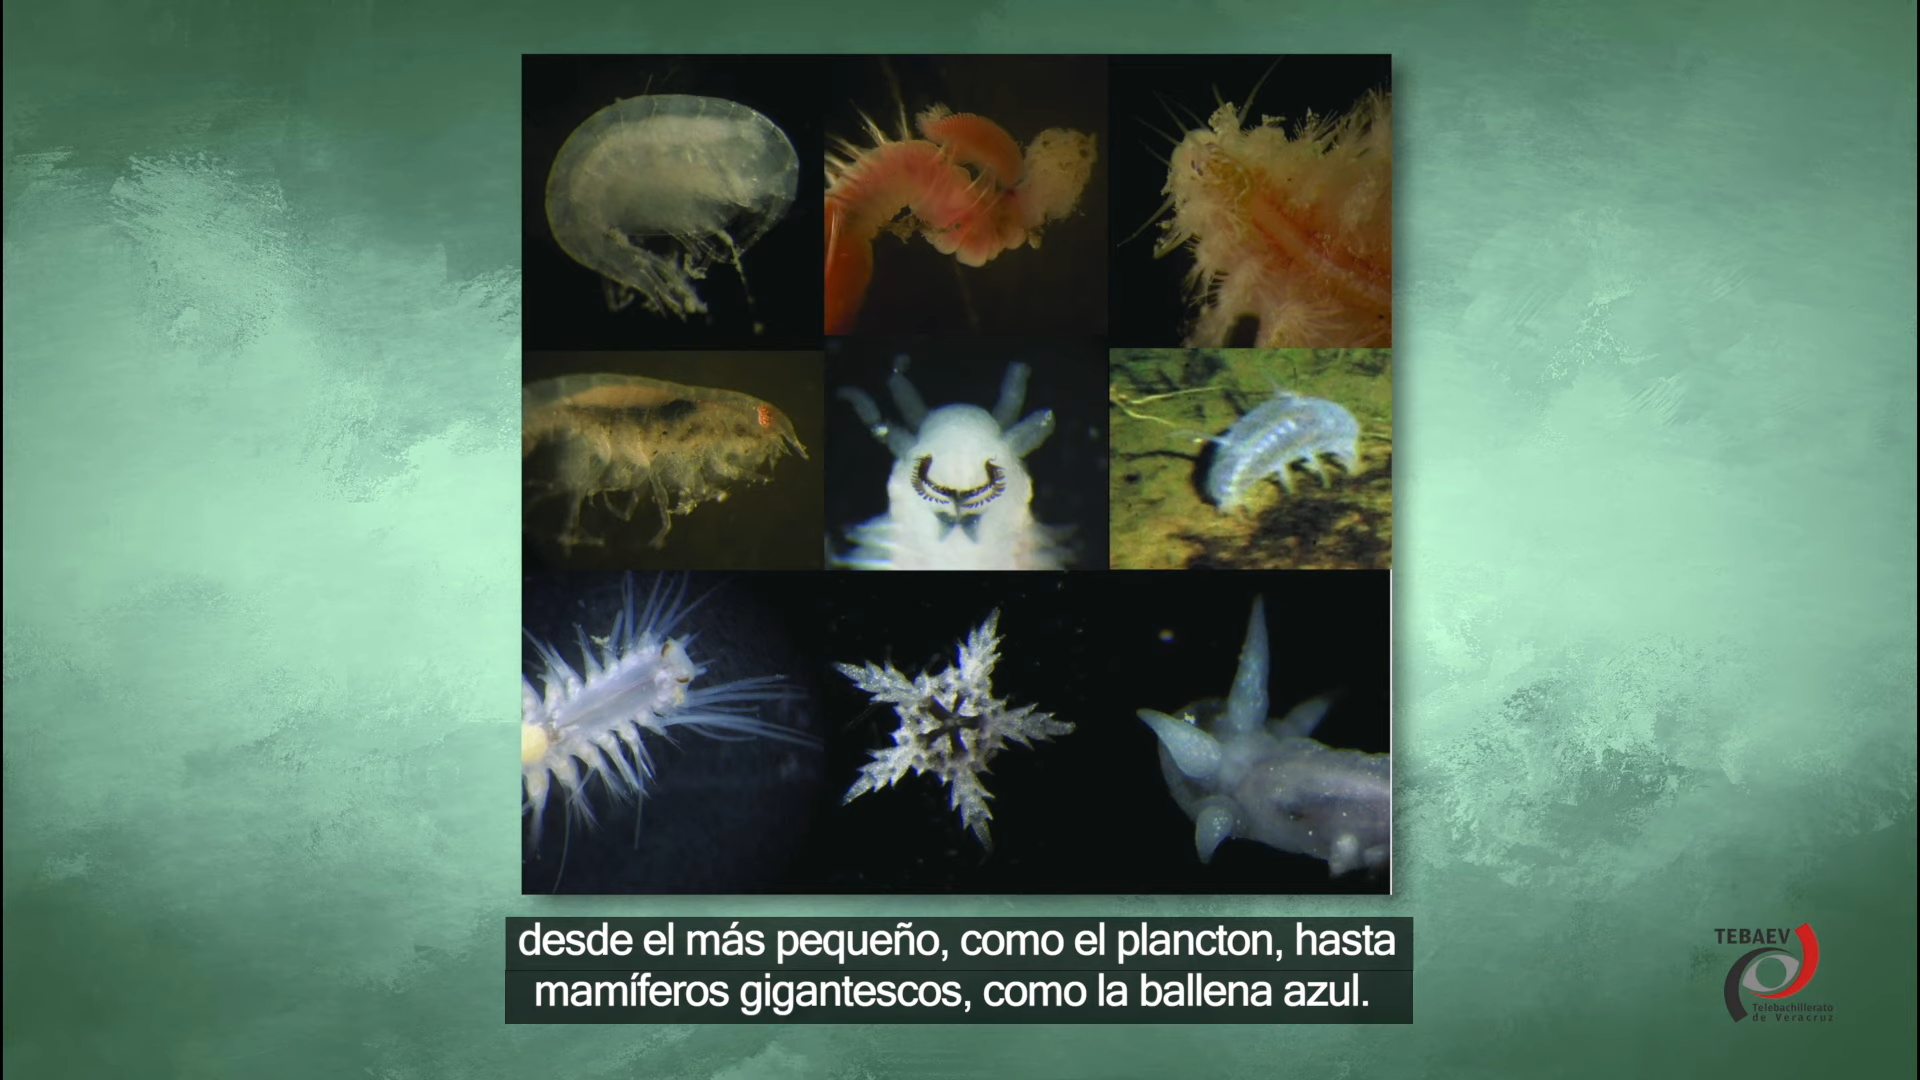 desde el más pequeño, como el plancton, hasta
mamíferos gigantescos, como la ballena azul.
TEBAEV
Telebachillerato
de Veracruz